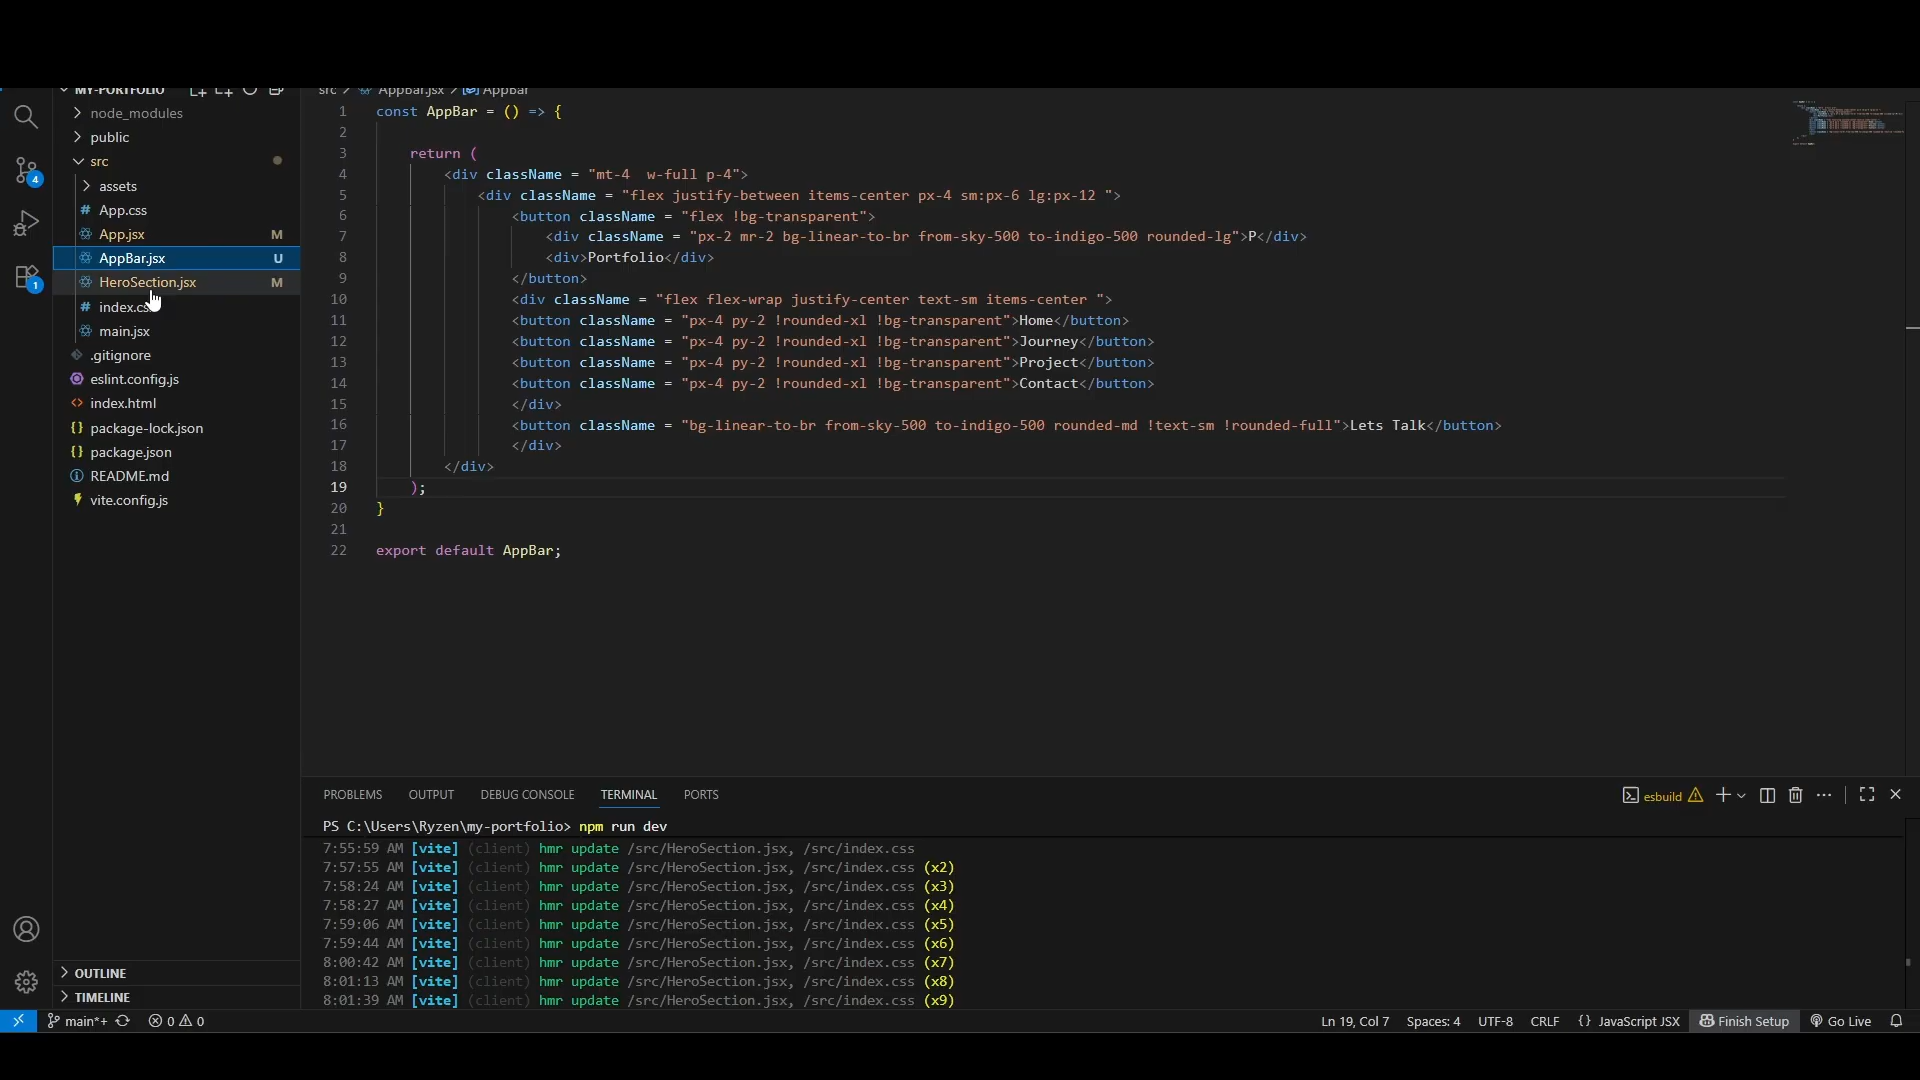 MY-PORTFOLIO
node_modules
public
src
assets
App.css
App.jsx M
AppBar.jsx U
HeroSection.jsx M
index.css
main.jsx
.gitignore
eslint.config.js
index.html
package-lock.json
package.json
README.md
vite.config.js
OUTLINE
TIMELINE
4
1
src > AppBar.jsx > AppBar
1 const AppBar = () => {
2
3 return (
4 <div className = "mt-4  w-full p-4">
5 <div className = "flex justify-between items-center px-4 sm:px-6 lg:px-12 ">
6 <button className = "flex !bg-transparent">
7 <div className = "px-2 mr-2 bg-linear-to-br from-sky-500 to-indigo-500 rounded-lg">P</div>
8 <div>Portfolio</div>
9 </button>
10 <div className = "flex flex-wrap justify-center text-sm items-center ">
11 <button className = "px-4 py-2 !rounded-xl !bg-transparent">Home</button>
12 <button className = "px-4 py-2 !rounded-xl !bg-transparent">Journey</button>
13 <button className = "px-4 py-2 !rounded-xl !bg-transparent">Project</button>
14 <button className = "px-4 py-2 !rounded-xl !bg-transparent">Contact</button>
15 </div>
16 <button className = "bg-linear-to-br from-sky-500 to-indigo-500 rounded-md !text-sm !rounded-full">Lets Talk</button>
17 </div>
18 </div>
19 );
20 }
21
22 export default AppBar;
PROBLEMS OUTPUT DEBUG CONSOLE TERMINAL PORTS
esbuild
PS C:\Users\Ryzen\my-portfolio> npm run dev
7:55:59 AM [vite] (client) hmr update /src/HeroSection.jsx, /src/index.css
7:57:55 AM [vite] (client) hmr update /src/HeroSection.jsx, /src/index.css (x2)
7:58:24 AM [vite] (client) hmr update /src/HeroSection.jsx, /src/index.css (x3)
7:58:27 AM [vite] (client) hmr update /src/HeroSection.jsx, /src/index.css (x4)
7:59:06 AM [vite] (client) hmr update /src/HeroSection.jsx, /src/index.css (x5)
7:59:44 AM [vite] (client) hmr update /src/HeroSection.jsx, /src/index.css (x6)
8:00:42 AM [vite] (client) hmr update /src/HeroSection.jsx, /src/index.css (x7)
8:01:13 AM [vite] (client) hmr update /src/HeroSection.jsx, /src/index.css (x8)
8:01:39 AM [vite] (client) hmr update /src/HeroSection.jsx, /src/index.css (x9)
main*+ 0 0 Ln 19, Col 7 Spaces: 4 UTF-8 CRLF {} JavaScript JSX Finish Setup Go Live